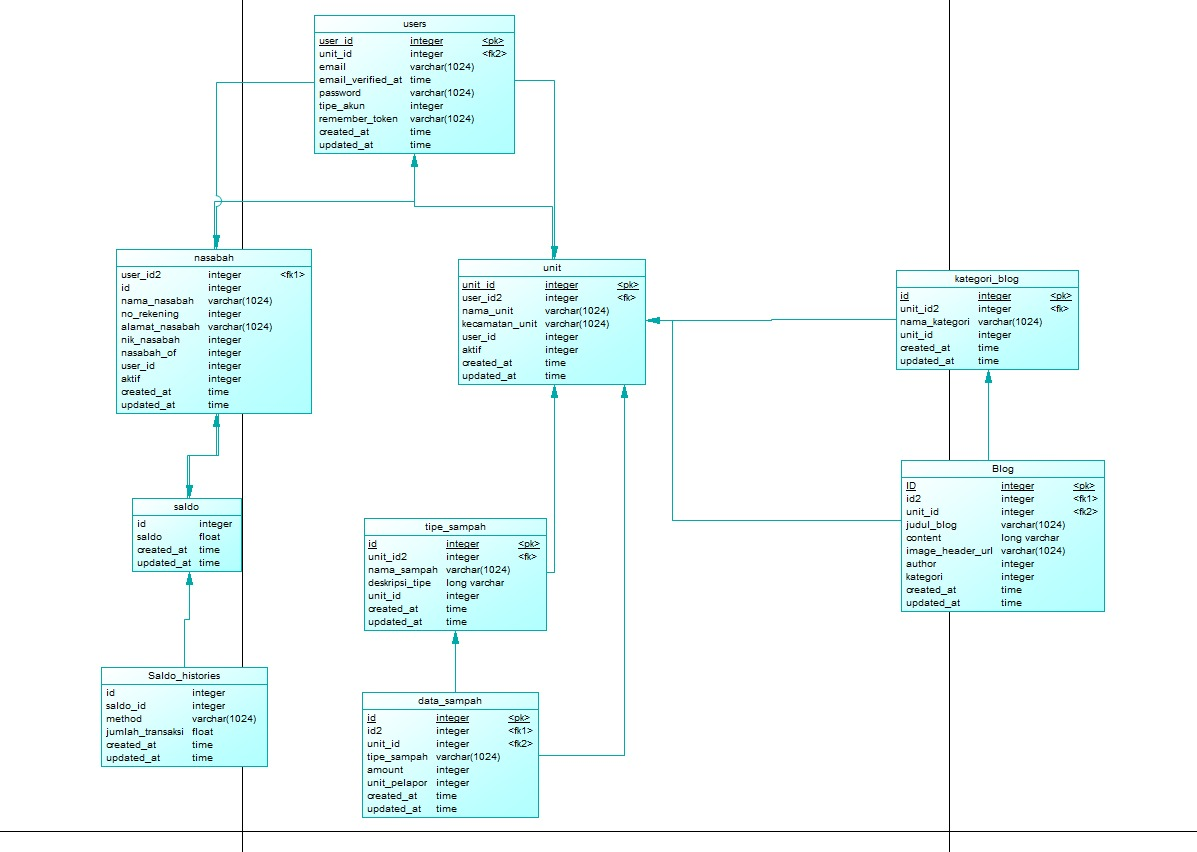 users
user_id integer <pk>
unit_id integer <fk2>
email varchar(1024)
email_verified_at time
password varchar(1024)
tipe_akun integer
remember_token varchar(1024)
created_at time
updated_at time
nasabah
user_id2 integer <fk1>
id integer
nama_nasabah varchar(1024)
no_rekening integer
alamat_nasabah varchar(1024)
nik_nasabah integer
nasabah_of integer
user_id integer
aktif integer
created_at time
updated_at time
unit
unit_id integer <pk>
user_id2 integer <fk>
nama_unit varchar(1024)
kecamatan_unit varchar(1024)
user_id integer
aktif integer
created_at time
updated_at time
kategori_blog
id integer <pk>
unit_id2 integer <fk>
nama_kategori varchar(1024)
unit_id integer
created_at time
updated_at time
Blog
ID integer <pk>
id2 integer <fk1>
unit_id integer <fk2>
judul_blog varchar(1024)
content long varchar
image_header_url varchar(1024)
author integer
kategori integer
created_at time
updated_at time
saldo
id integer
saldo float
created_at time
updated_at time
tipe_sampah
id integer <pk>
unit_id2 integer <fk>
nama_sampah varchar(1024)
deskripsi_tipe long varchar
unit_id integer
created_at time
updated_at time
Saldo_histories
id integer
saldo_id integer
method varchar(1024)
jumlah_transaksi float
created_at time
updated_at time
data_sampah
id integer <pk>
id2 integer <fk1>
unit_id integer <fk2>
tipe_sampah varchar(1024)
amount integer
unit_pelapor integer
created_at time
updated_at time